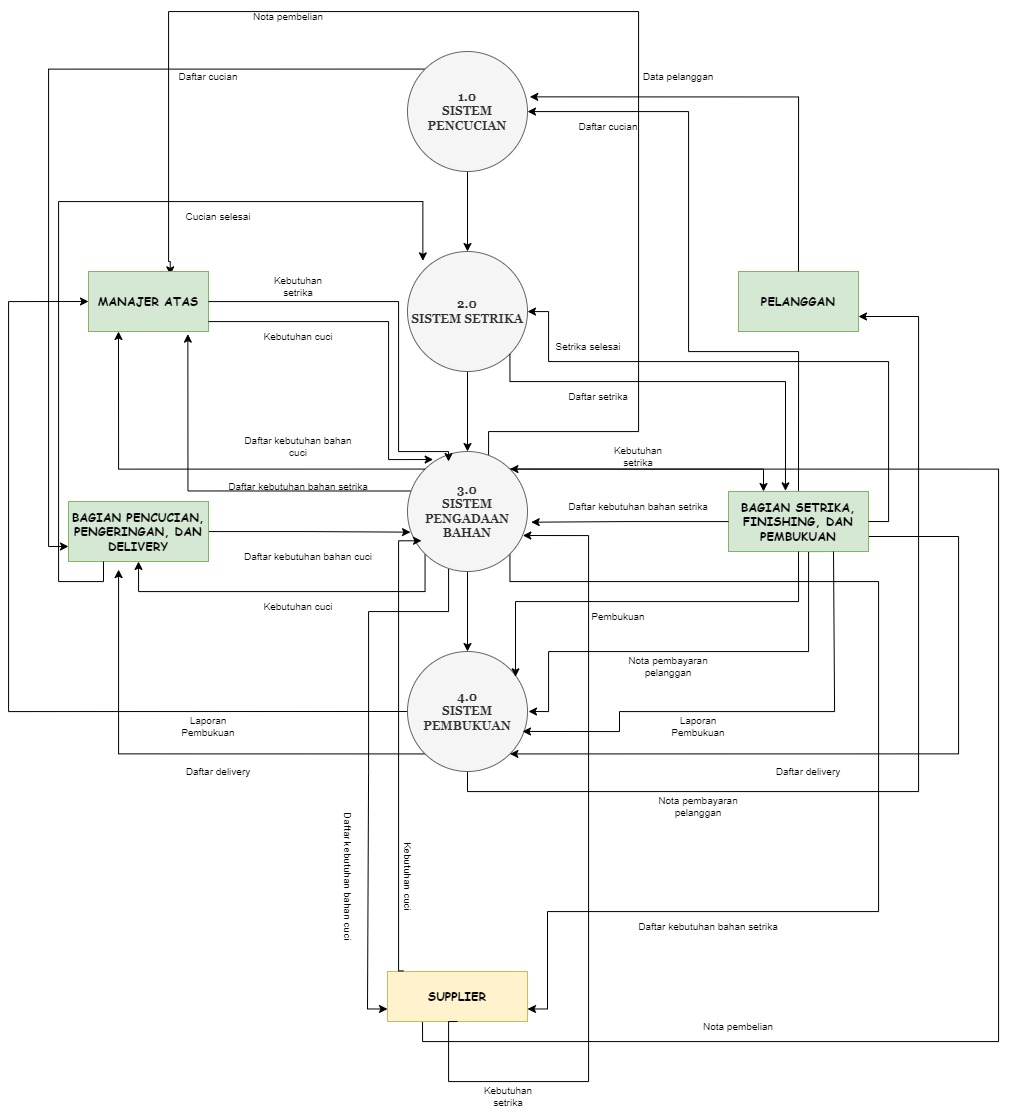 Nota pembelian
Daftar cucian
Data pelanggan
1.0
SISTEM
PENCUCIAN
Daftar cucian
Cucian selesai
Kebutuhan
setrika
MANAJER ATAS
2.0
SISTEM SETRIKA
PELANGGAN
Kebutuhan cuci
Setrika selesai
Daftar setrika
Daftar kebutuhan bahan
cuci
Kebutuhan
setrika
Daftar kebutuhan bahan setrika
3.0
SISTEM
PENGADAAN
BAHAN
Daftar kebutuhan bahan setrika
BAGIAN PENCUCIAN,
PENGERINGAN, DAN
DELIVERY
BAGIAN SETRIKA,
FINISHING, DAN
PEMBUKUAN
Daftar kebutuhan bahan cuci
Kebutuhan cuci
Pembukuan
Nota pembayaran
pelanggan
4.0
SISTEM
PEMBUKUAN
Laporan
Pembukuan
Laporan
Pembukuan
Daftar delivery
Daftar delivery
Nota pembayaran
pelanggan
Daftar kebutuhan bahan cuci
Kebutuhan cuci
Daftar kebutuhan bahan setrika
SUPPLIER
Nota pembelian
Kebutuhan
setrika